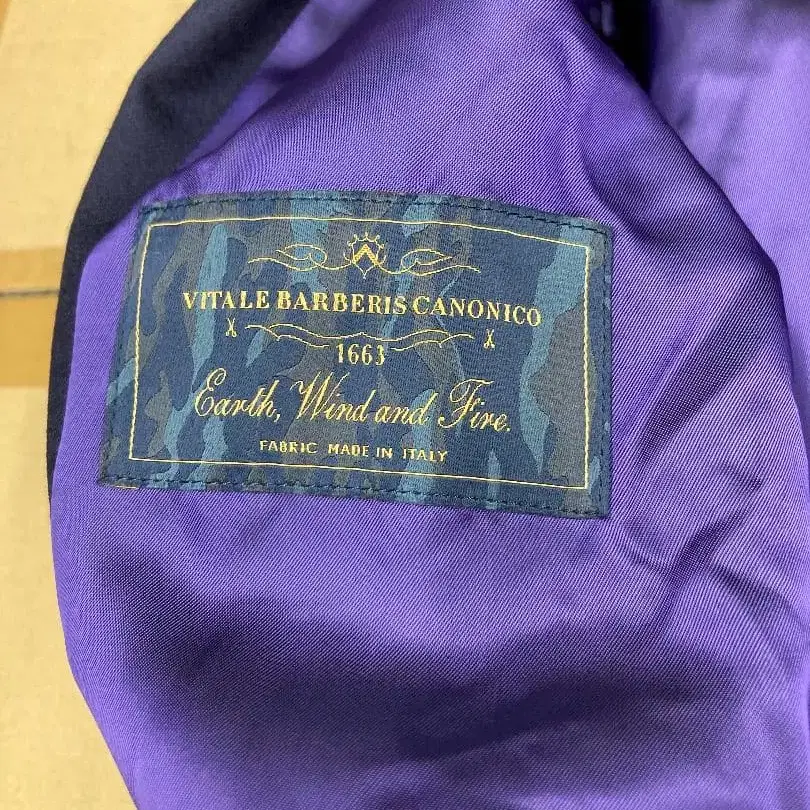 VITALE BARBERIS CANONICO
1663
Earth, Wind and Fire.
FABRIC MADE IN ITALY